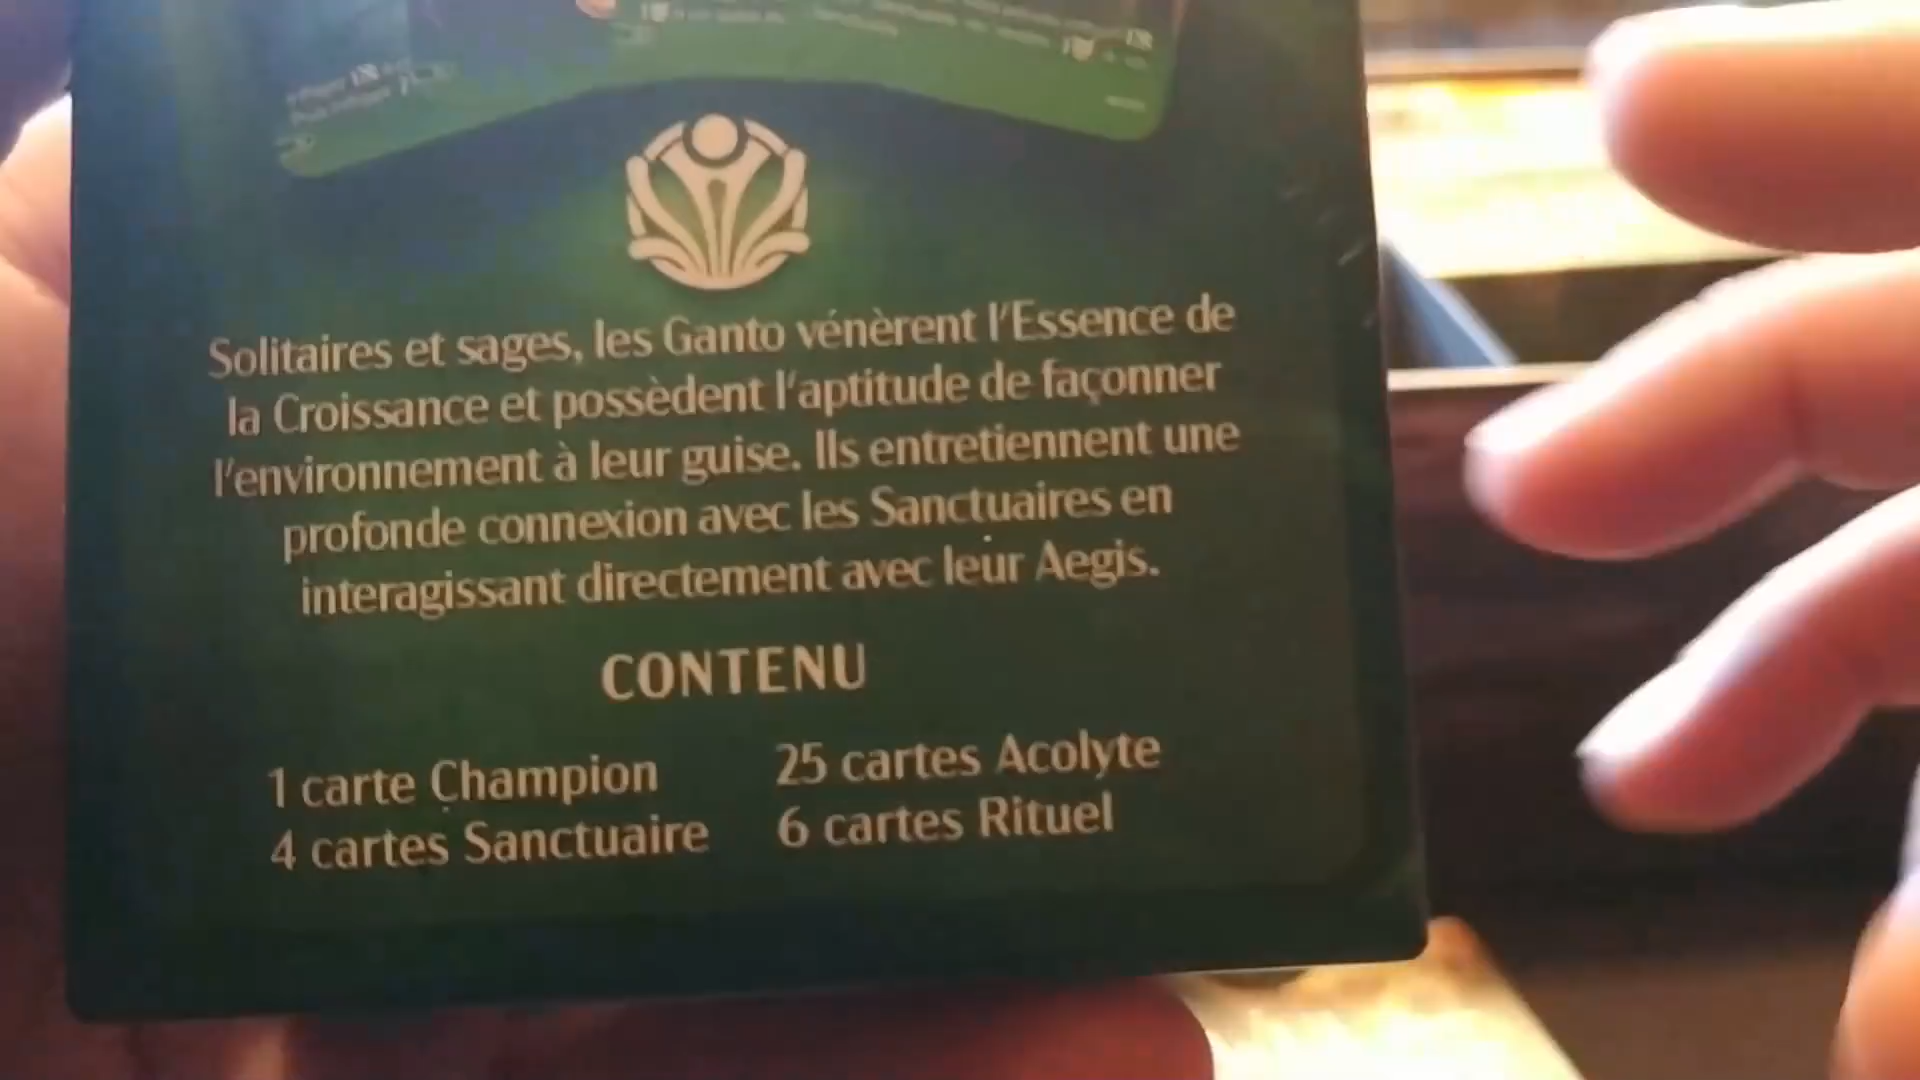 Solitaires et sages, les Ganto vénèrent l'Essence de
la Croissance et possèdent l'aptitude de façonner
l'environnement à leur guise. Ils entretiennent une
profonde connexion avec les Sanctuaires en
interagissant directement avec leur Aegis.
CONTENU
1 carte Champion
25 cartes Acolyte
4 cartes Sanctuaire
6 cartes Rituel